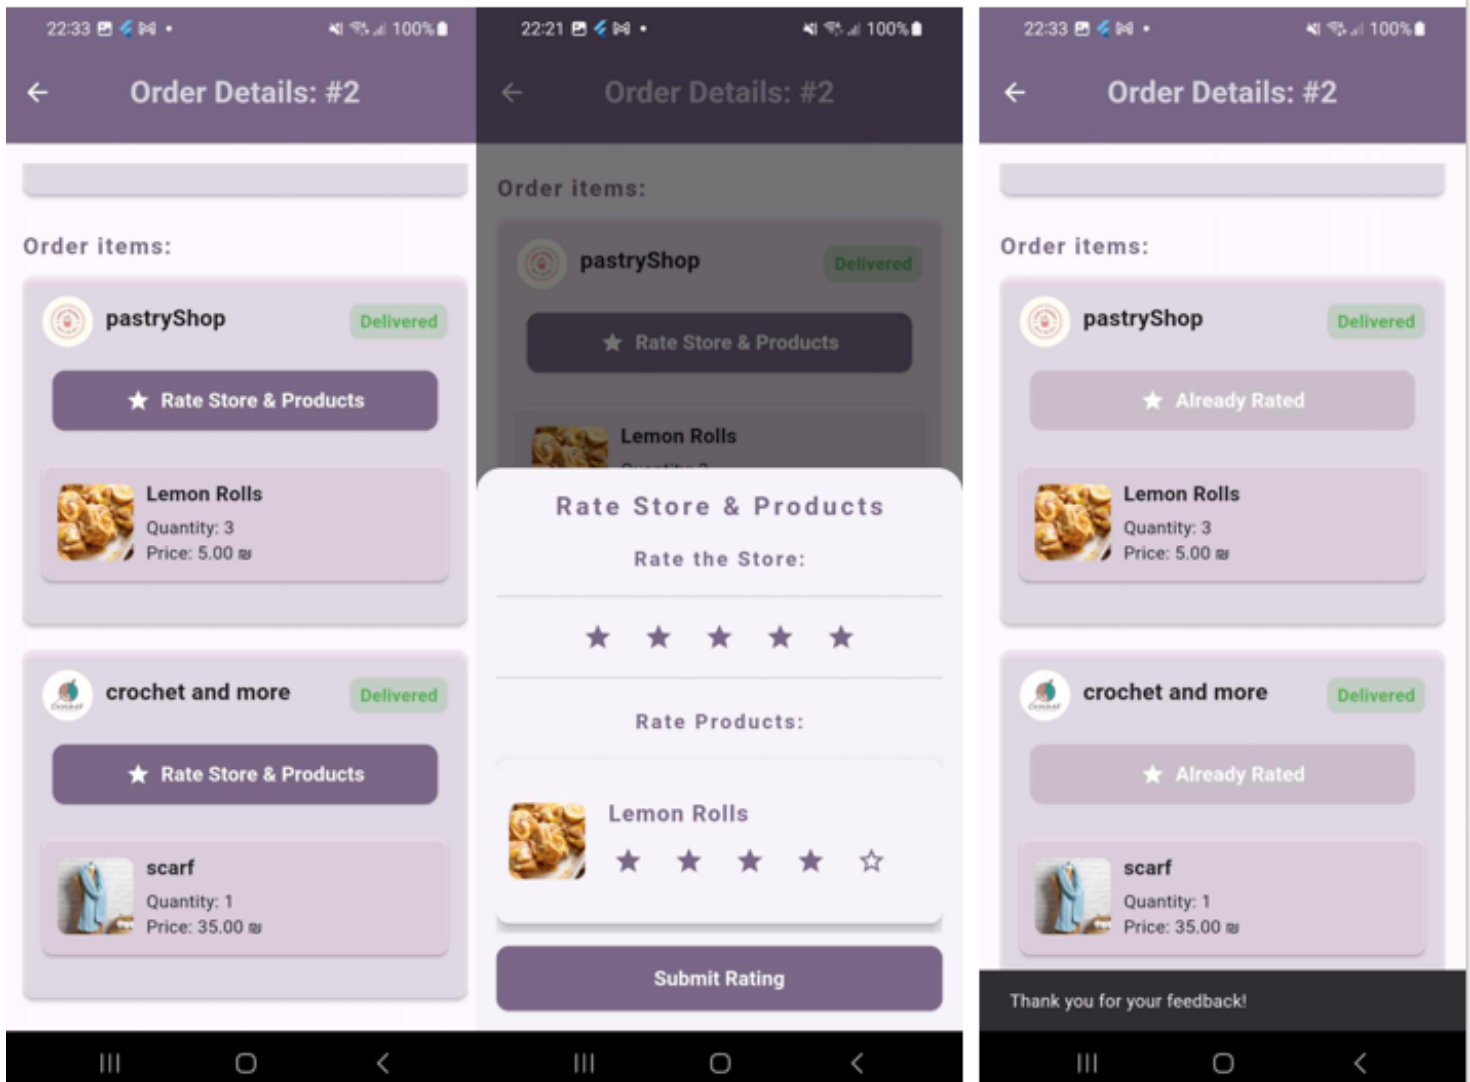 22:33
100%
Order Details: #2
Order items:
pastryShop
Delivered
Rate Store & Products
Lemon Rolls
Quantity: 3
Price: 5.00 ₪
crochet and more
Delivered
Rate Store & Products
scarf
Quantity: 1
Price: 35.00 ₪
22:21
100%
Order Details: #2
Order items:
pastryShop
Delivered
Rate Store & Products
Lemon Rolls
Rate Store & Products
Rate the Store:
Rate Products:
Lemon Rolls
Submit Rating
22:33
100%
Order Details: #2
Order items:
pastryShop
Delivered
Already Rated
Lemon Rolls
Quantity: 3
Price: 5.00 ₪
crochet and more
Delivered
Already Rated
scarf
Quantity: 1
Price: 35.00 ₪
Thank you for your feedback!